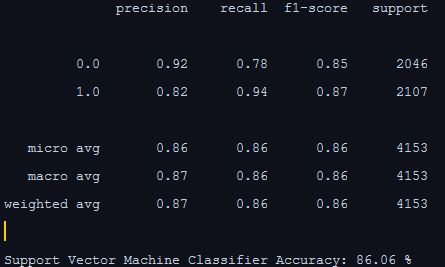 precision recall f1-score support
0.0 0.92 0.78 0.85 2046
1.0 0.82 0.94 0.87 2107
micro avg 0.86 0.86 0.86 4153
macro avg 0.87 0.86 0.86 4153
weighted avg 0.87 0.86 0.86 4153
Support Vector Machine Classifier Accuracy: 86.06 %